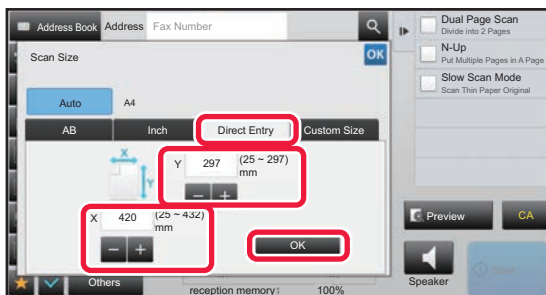 Address Book Address Fax Number
Scan Size
OK
Auto A4
AB Inch Direct Entry Custom Size
X
Y
Y 297 (25 ~ 297)
mm
X 420 (25 ~ 432)
mm
OK
Others
reception memory: 100%
Dual Page Scan
Divide into 2 Pages
N-Up
Put Multiple Pages in A Page
Slow Scan Mode
Scan Thin Paper Original
Preview CA
Speaker
Start